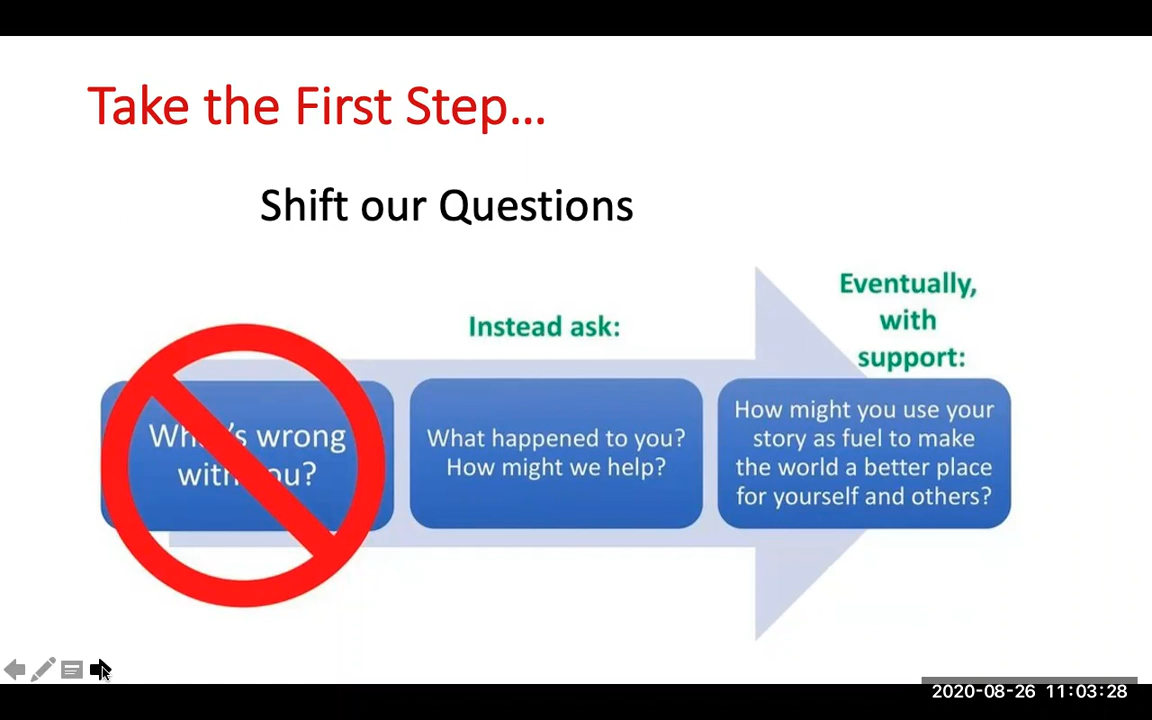 Take the First Step...
Shift our Questions
Instead ask:
Eventually,
with
support:
wrong
What happened to you?
How might we help?
How might you use your
story as fuel to make
the world a better place
for yourself and others?
2020-08-26 11:03:28